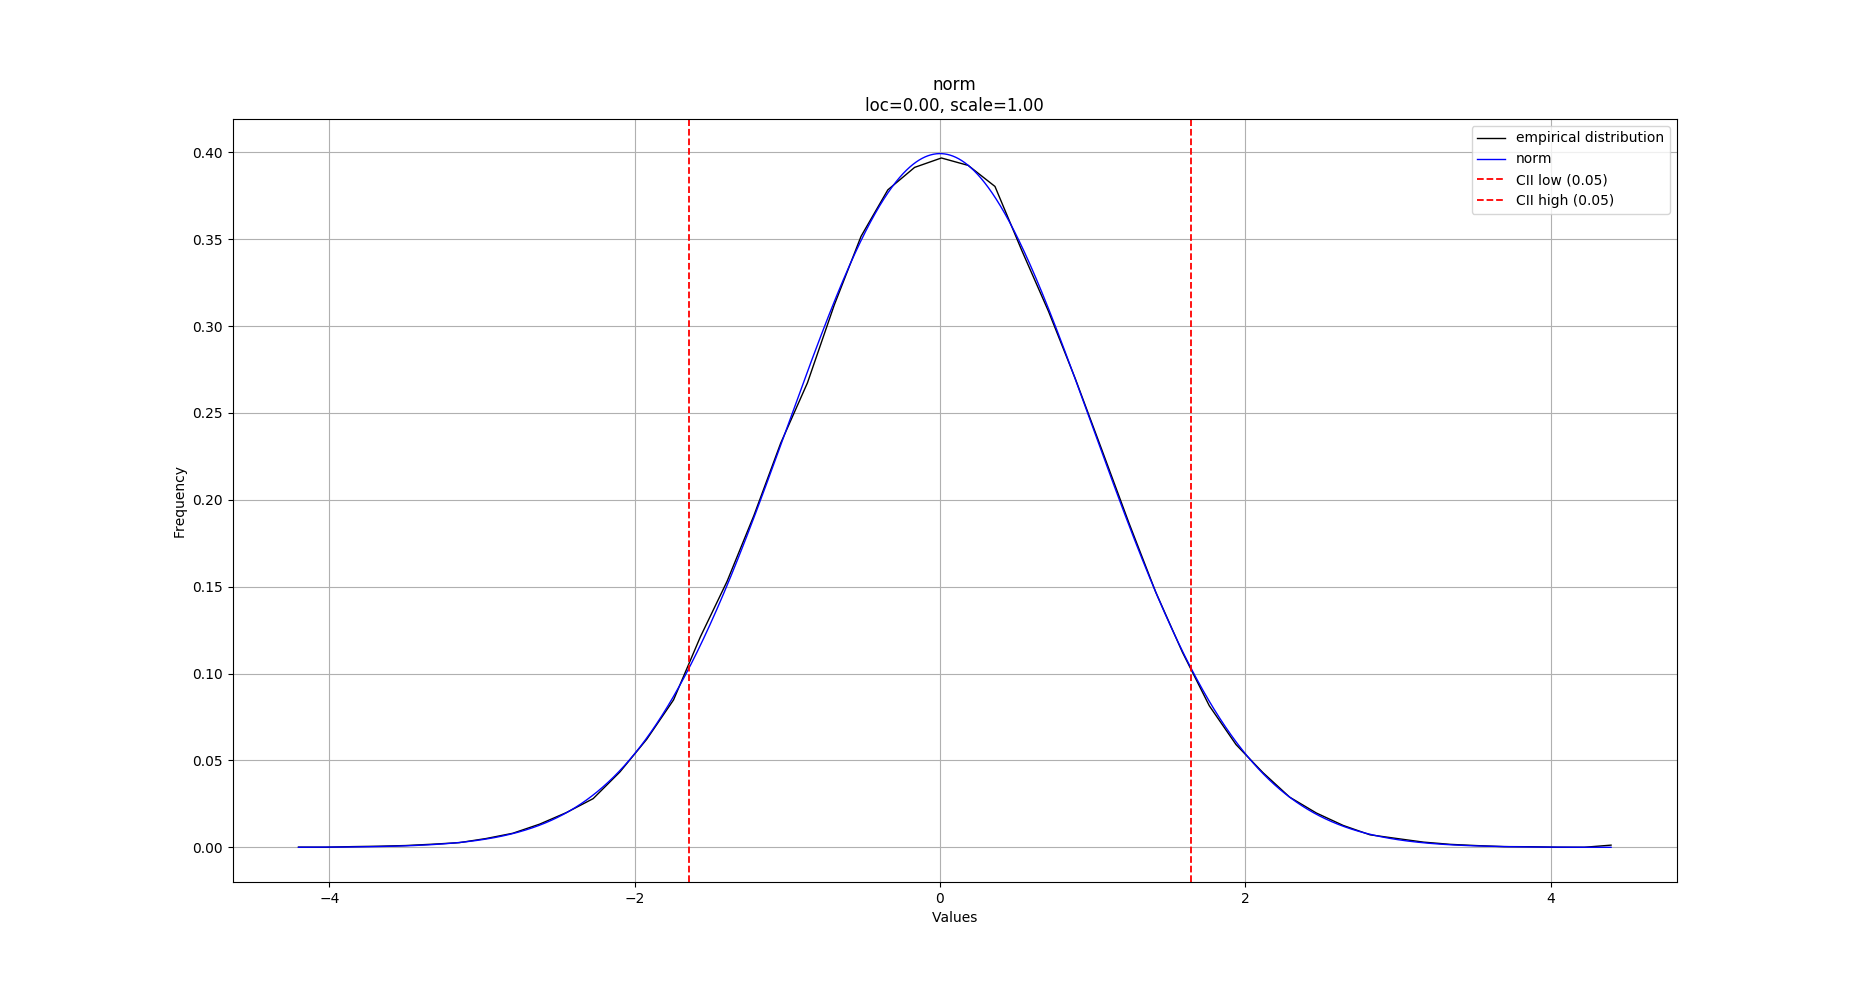 norm
loc=0.00, scale=1.00
empirical distribution
norm
CII low (0.05)
CII high (0.05)
0.40
0.35
0.30
0.25
0.20
0.15
0.10
0.05
0.00
Frequency
−4
−2
0
2
4
Values